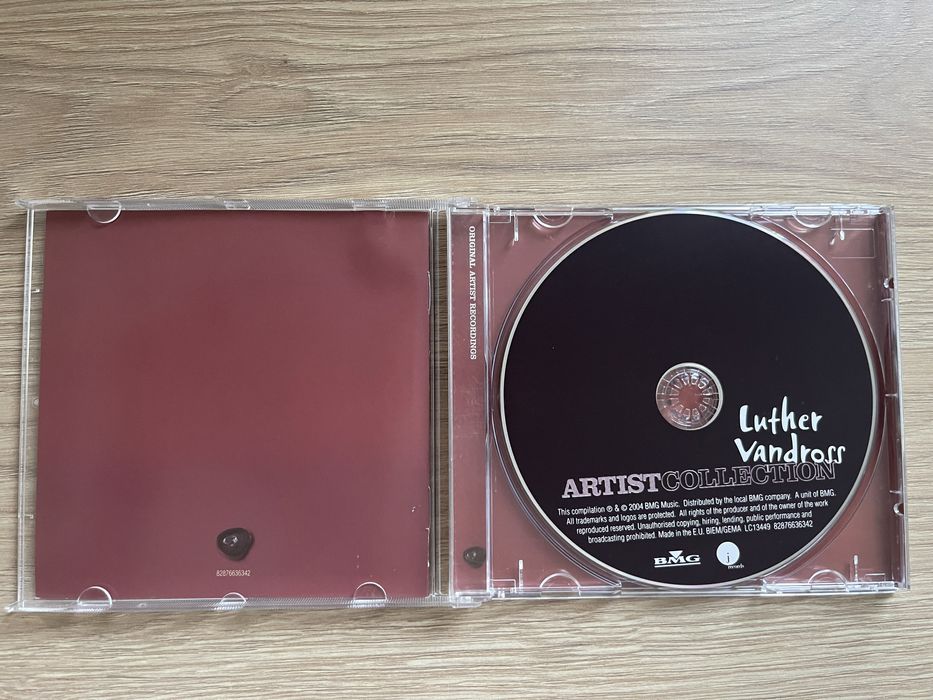 82876636342
ORIGINAL ARTIST RECORDINGS
Luther
Vandross
ARTISTCOLLECTION
This compilation ℗ & © 2004 BMG Music. Distributed by the local BMG company. A unit of BMG.
All trademarks and logos are protected. All rights of the producer and of the owner of the work
reproduced reserved. Unauthorised copying, hiring, lending, public performance and
broadcasting prohibited. Made in the E.U. BIEM/GEMA LC13449 82876636342
BMG
J
records